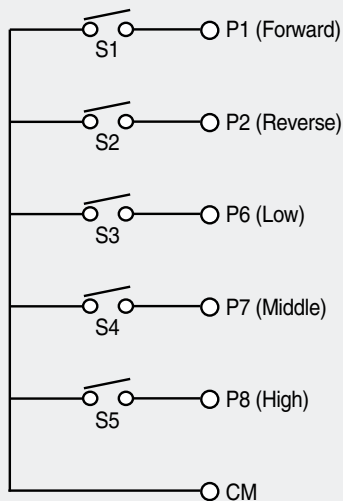 P1 (Forward)
S1
P2 (Reverse)
S2
P6 (Low)
S3
P7 (Middle)
S4
P8 (High)
S5
CM